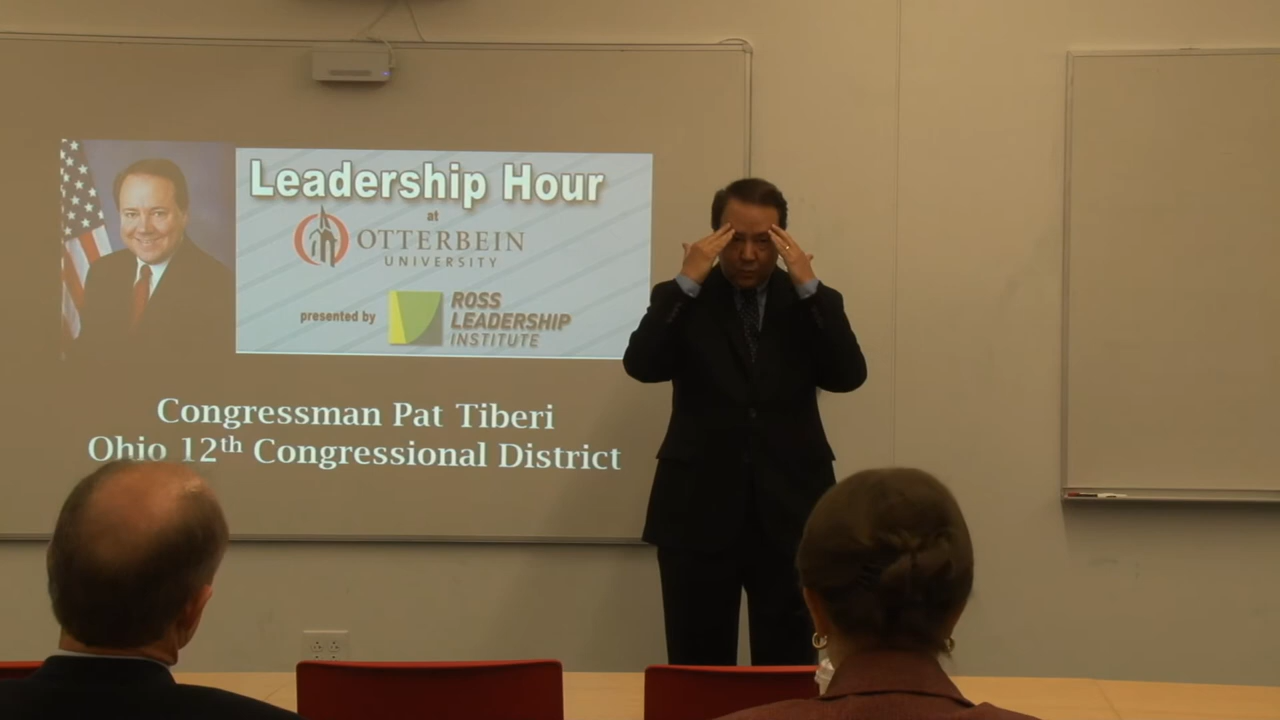 Leadership Hour
at
OTTERBEIN
UNIVERSITY
presented by
ROSS
LEADERSHIP
INSTITUTE
Congressman Pat Tiberi
Ohio 12th Congressional District